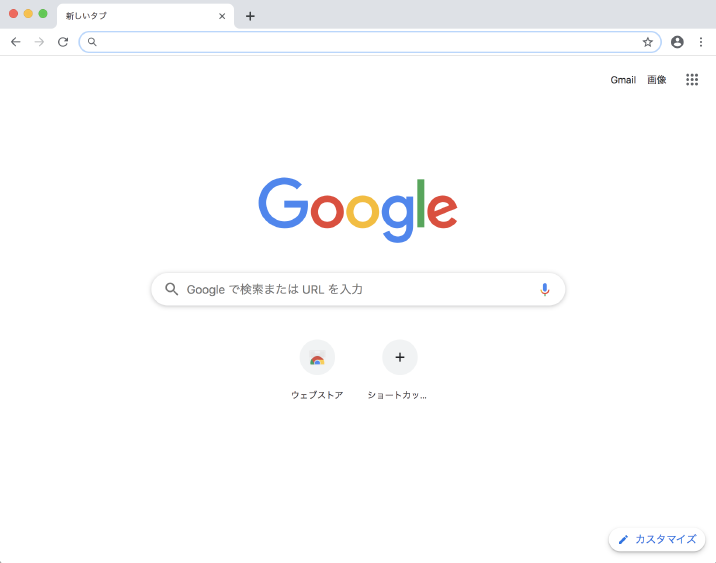 新しいタブ
Gmail 画像
Google
Google で検索または URL を入力
ウェブストア ショートカッ...
カスタマイズ